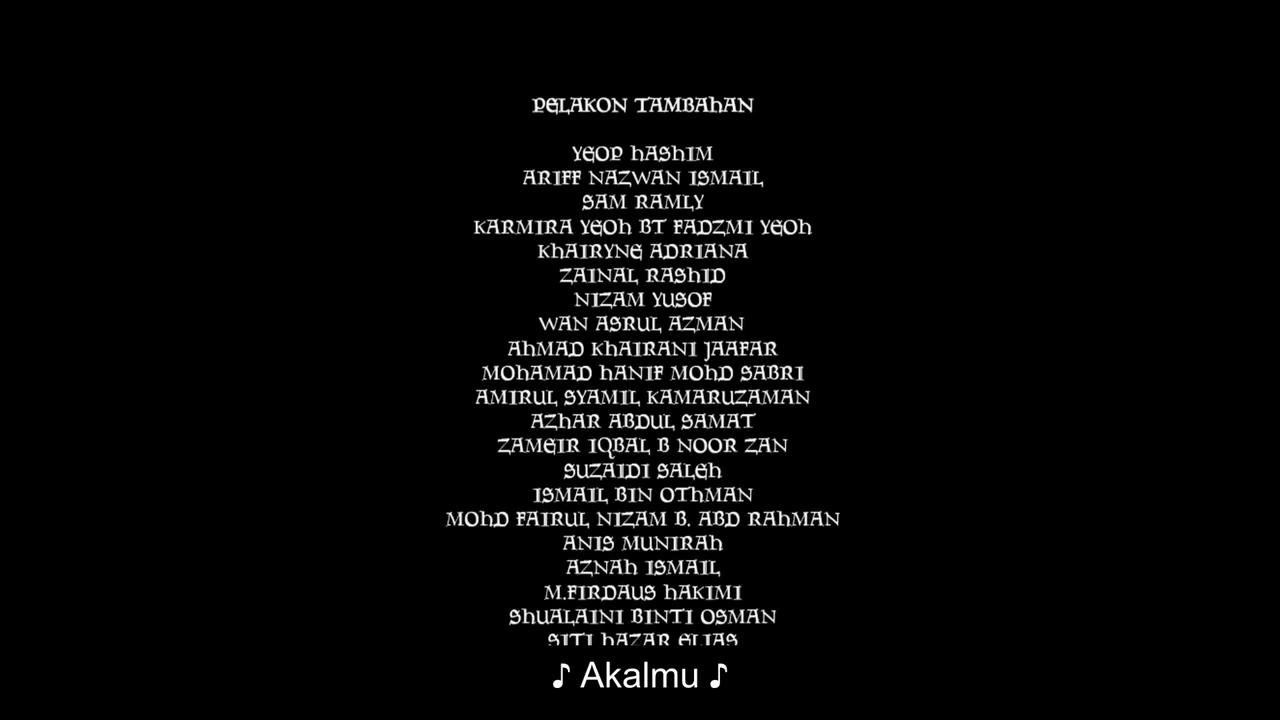 PELAKON TAMBAHAN
YEOP HASHIM
ARIFF NAZWAN ISMAIL
SAM RAMLY
KARMIRA YEOH BT FADZMI YEOH
KHAIRYNE ADRIANA
ZAINAL RASHID
NIZAM YUSOF
WAN ASRUL AZMAN
AHMAD KHAIRANI JAAFAR
MOHAMAD HANIF MOHD SABRI
AMIRUL SYAMIL KAMARUZAMAN
AZHAR ABDUL SAMAT
ZAMEIR IQBAL B NOOR ZAN
SUZAIDI SALEH
ISMAIL BIN OTHMAN
MOHD FAIRUL NIZAM B. ABD RAHMAN
ANIS MUNIRAH
AZNAH ISMAIL
M.FIRDAUS HAKIMI
SHUALAINI BINTI OSMAN
SITI HAZAR ELIAS
♪ Akalmu ♪